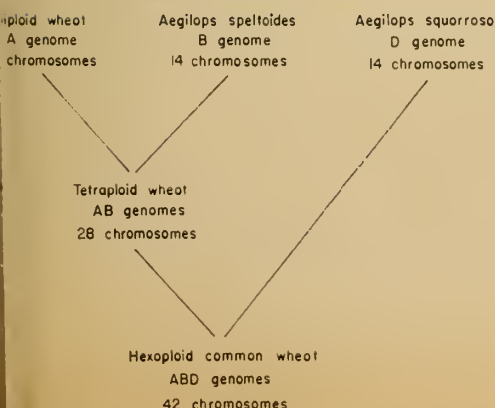 iploid wheat
A genome
chromosomes
Aegilops speltoides
B genome
14 chromosomes
Aegilops squarrosa
D genome
14 chromosomes
Tetraploid wheat
AB genomes
28 chromosomes
Hexaploid common wheat
ABD genomes
42 chromosomes